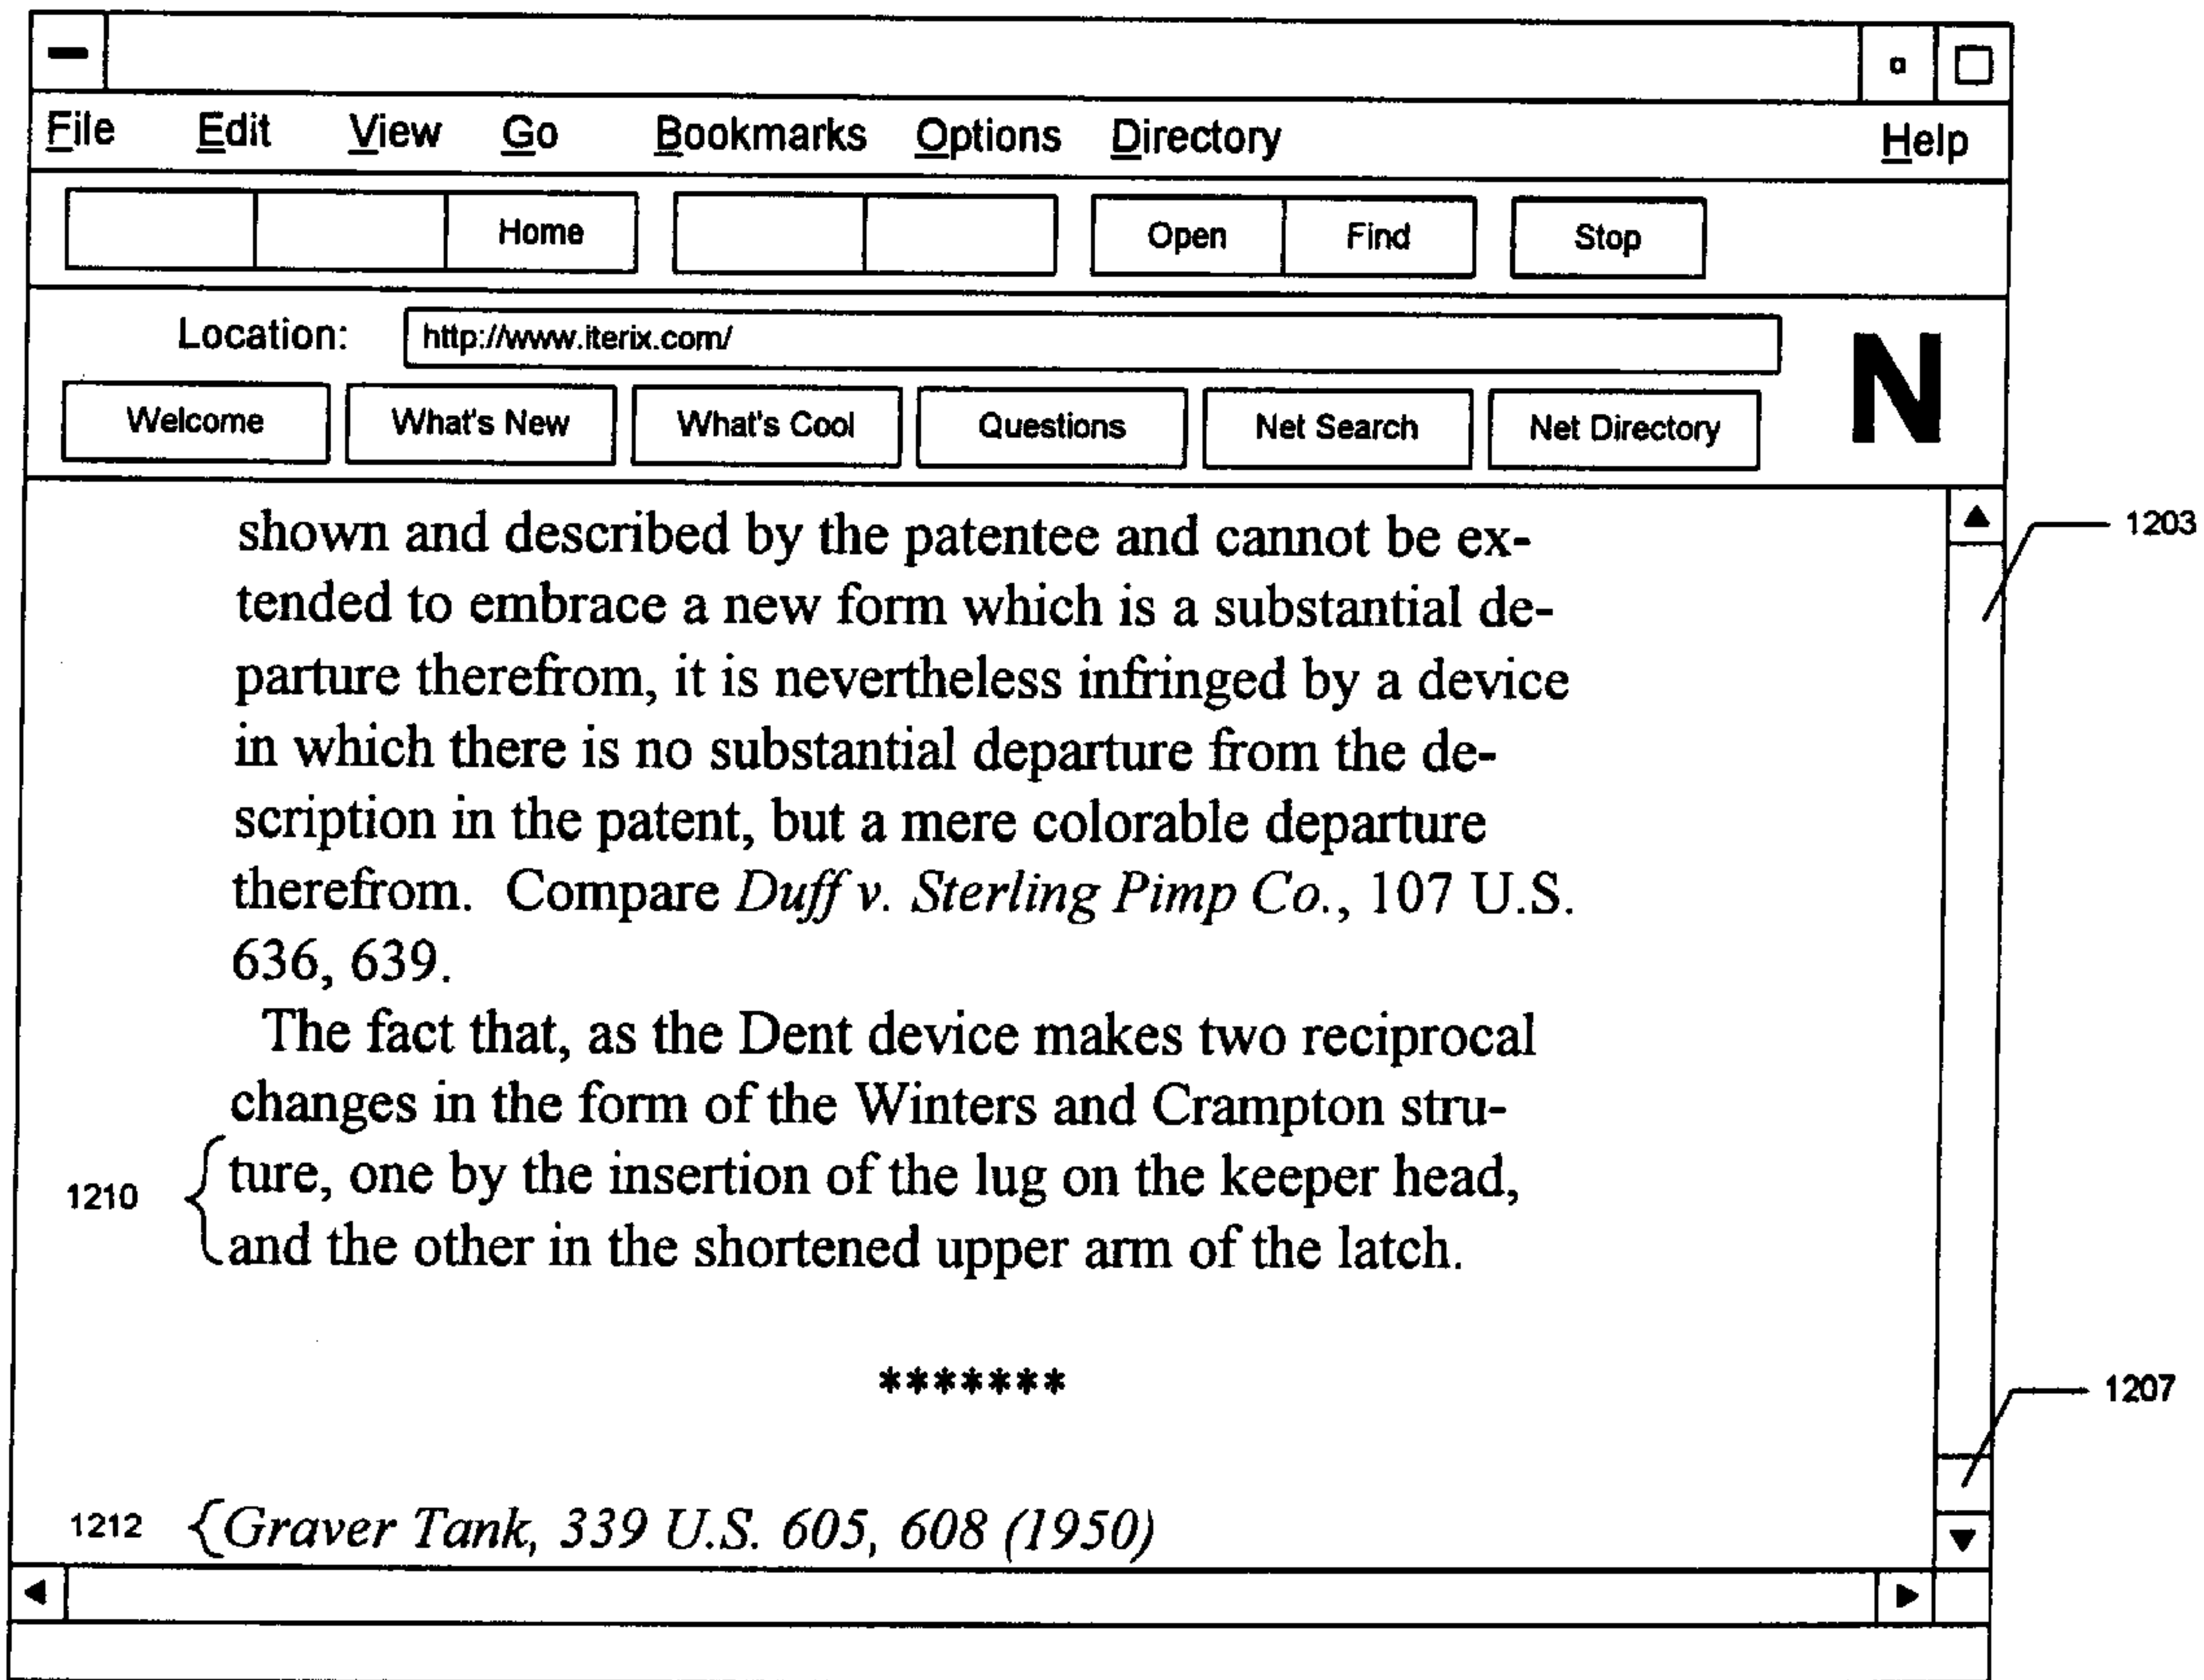 File Edit View Go Bookmarks Options Directory Help
Home Open Find Stop
Location: http://www.iterix.com/
N
Welcome What's New What's Cool Questions Net Search Net Directory
shown and described by the patentee and cannot be ex-
1203
tended to embrace a new form which is a substantial de-
parture therefrom, it is nevertheless infringed by a device
in which there is no substantial departure from the de-
scription in the patent, but a mere colorable departure
therefrom. Compare Duff v. Sterling Pimp Co., 107 U.S.
636, 639.
The fact that, as the Dent device makes two reciprocal
changes in the form of the Winters and Crampton stru-
1210 {ture, one by the insertion of the lug on the keeper head,
and the other in the shortened upper arm of the latch.
*******
1207
1212 {Graver Tank, 339 U.S. 605, 608 (1950)